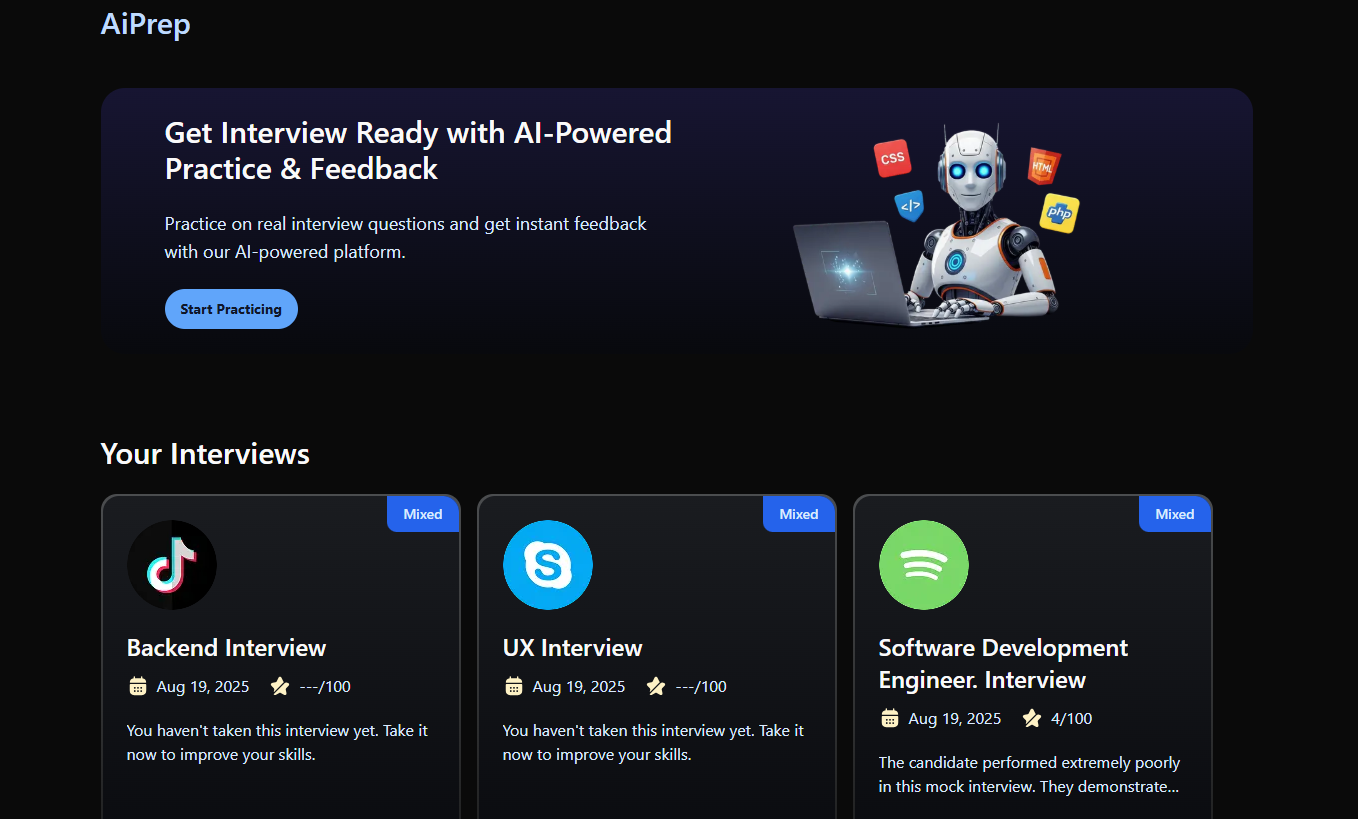 AiPrep
Get Interview Ready with AI-Powered
Practice & Feedback
Practice on real interview questions and get instant feedback
with our AI-powered platform.
Start Practicing
CSS
HTML
</>
php
Your Interviews
Mixed
Backend Interview
Aug 19, 2025 ---/100
You haven't taken this interview yet. Take it
now to improve your skills.
Mixed
S
UX Interview
Aug 19, 2025 ---/100
You haven't taken this interview yet. Take it
now to improve your skills.
Mixed
Software Development
Engineer. Interview
Aug 19, 2025 4/100
The candidate performed extremely poorly
in this mock interview. They demonstrate...